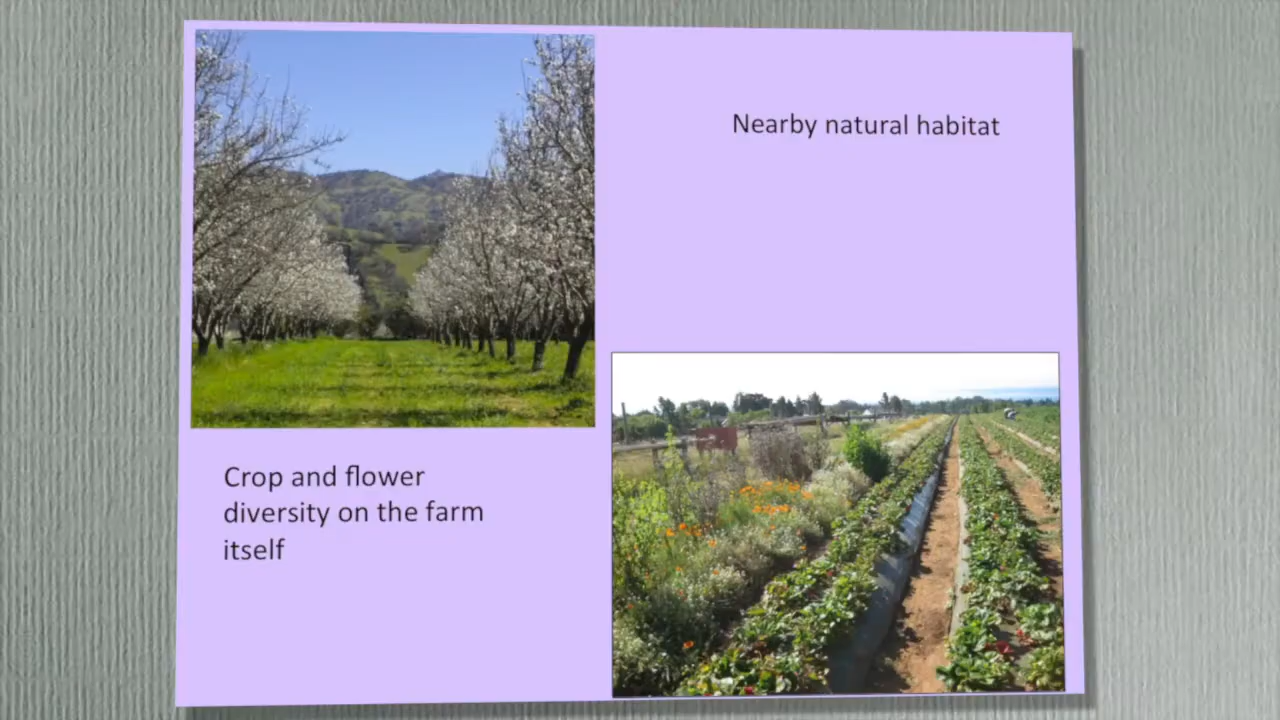 Nearby natural habitat
Crop and flower
diversity on the farm
itself